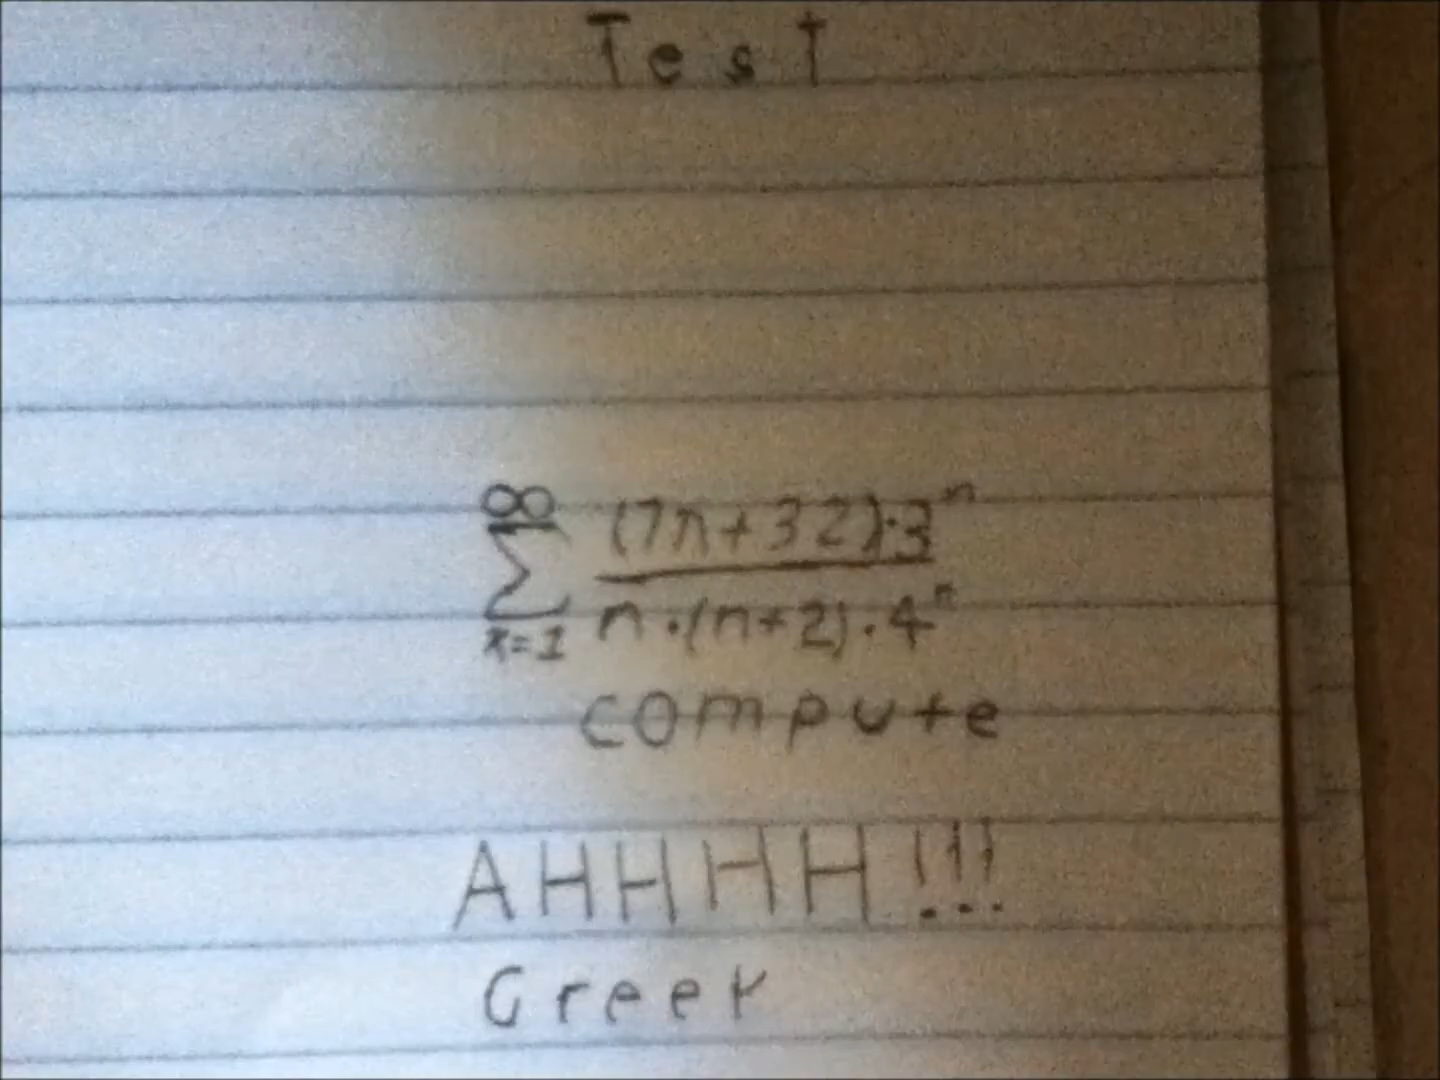 Test
∞
∑ (7n+32)·3^n / n·(n+2)·4^n
n=1
compute
AHHHH!!!
Greek